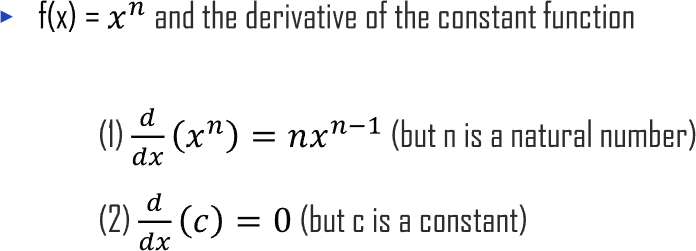 ▶ f(x) = xⁿ and the derivative of the constant function
(1) d/dx (xⁿ) = nxⁿ⁻¹ (but n is a natural number)
(2) d/dx (c) = 0 (but c is a constant)